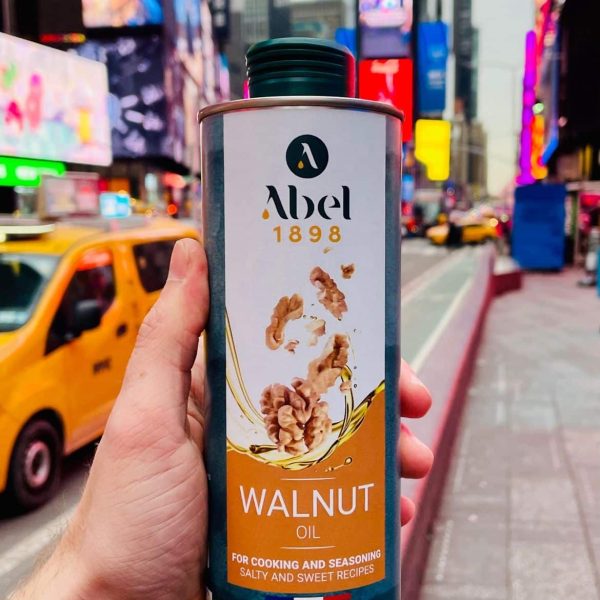 A
Abel
1898
WALNUT
OIL
FOR COOKING AND SEASONING
SALTY AND SWEET RECIPES